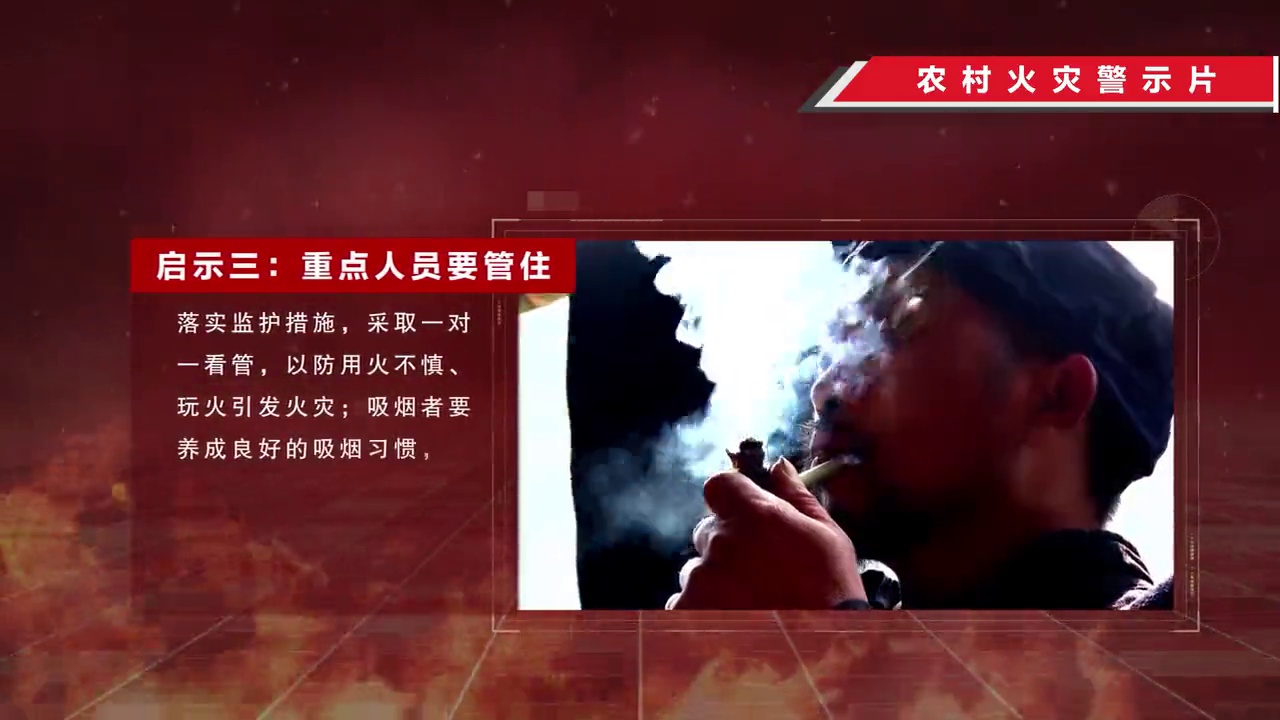 农村火灾警示片
启示三：重点人员要管住
落实监护措施，采取一对
一看管，以防用火不慎、
玩火引发火灾；吸烟者要
养成良好的吸烟习惯，